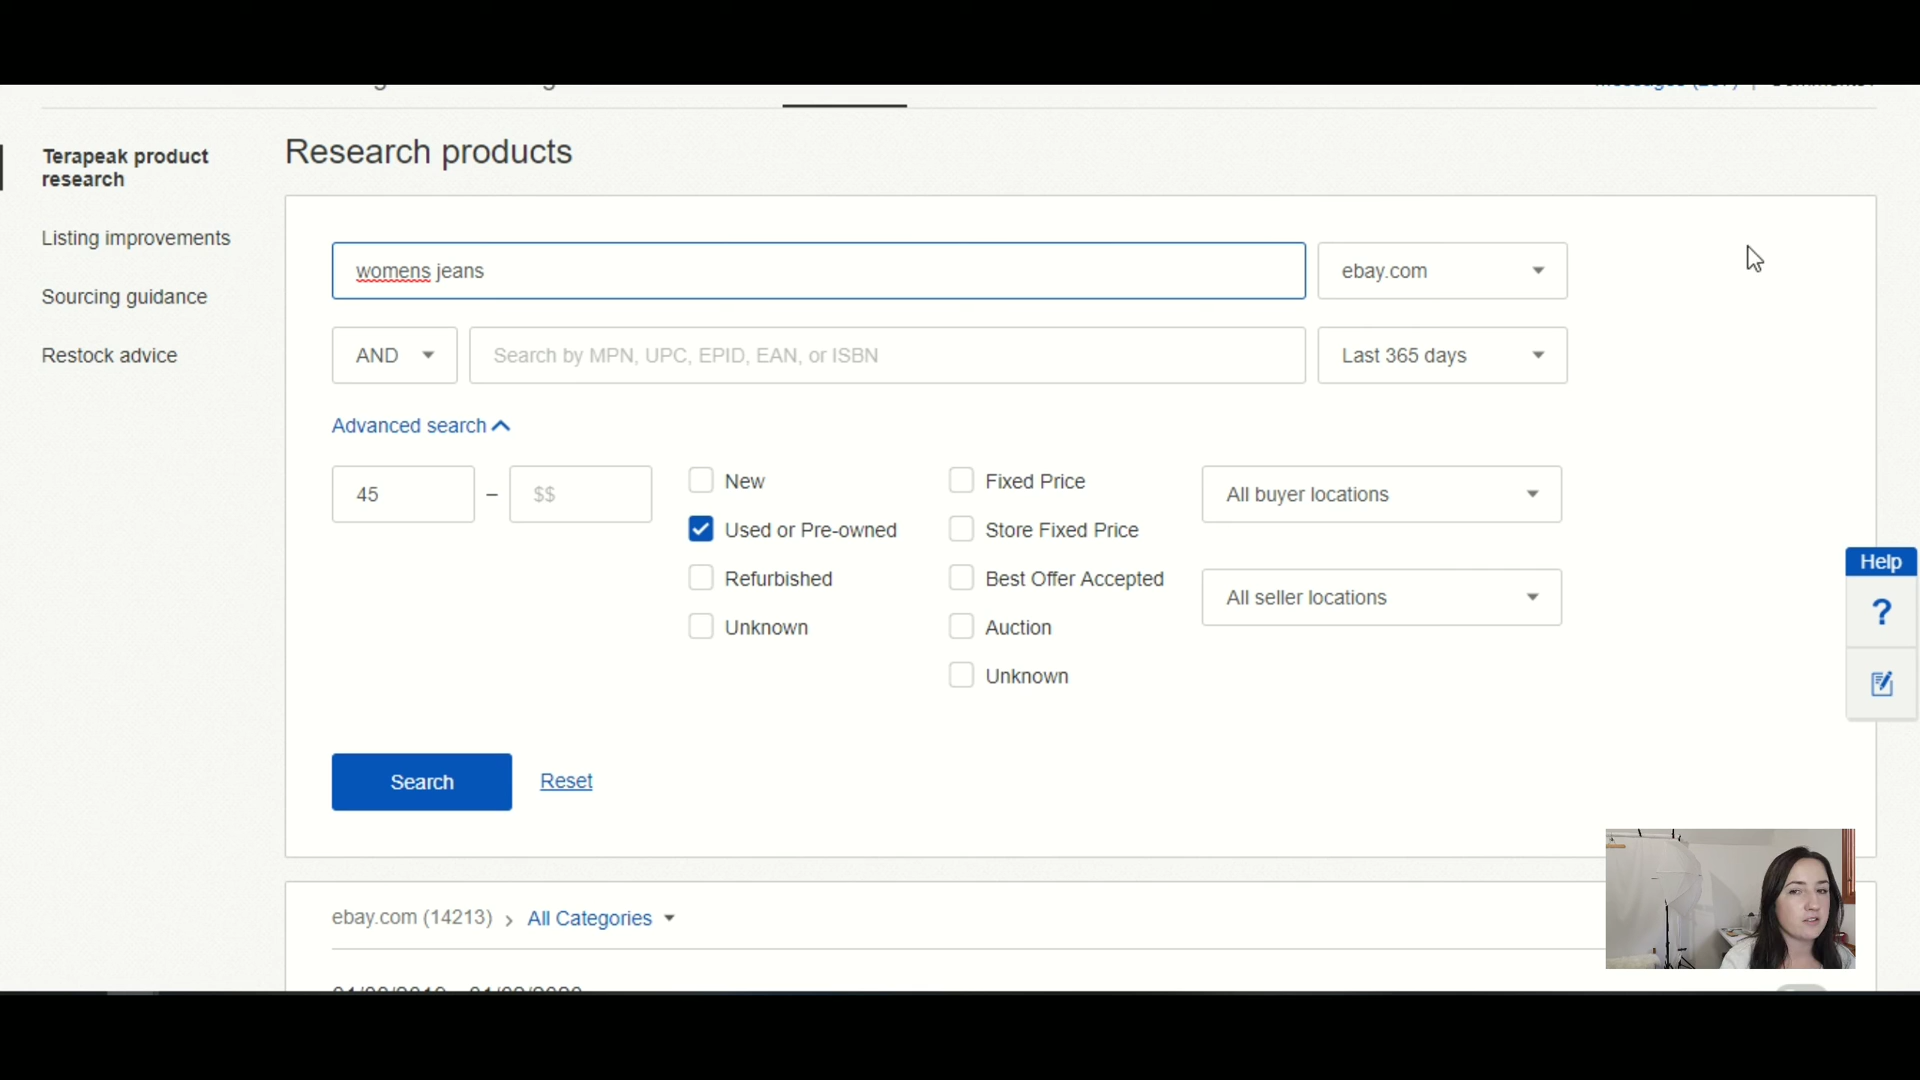 Terapeak product
research
Listing improvements
Sourcing guidance
Restock advice
Research products
womens jeans
ebay.com
AND
Search by MPN, UPC, EPID, EAN, or ISBN
Last 365 days
Advanced search
45
–
$$
New
Used or Pre-owned
Refurbished
Unknown
Fixed Price
Store Fixed Price
Best Offer Accepted
Auction
Unknown
All buyer locations
All seller locations
Search
Reset
Help
?
ebay.com (14213) > All Categories